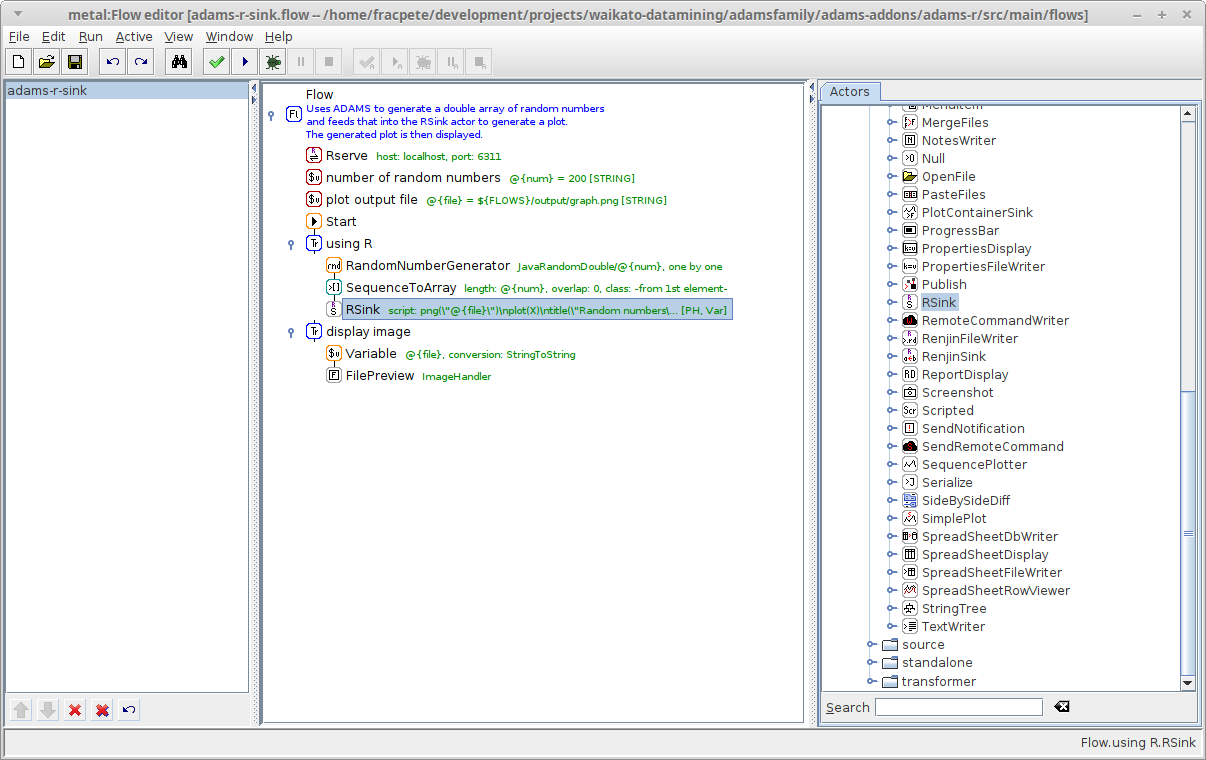 metal:Flow editor [adams-r-sink.flow -- /home/fracpete/development/projects/waikato-datamining/adamsfamily/adams-addons/adams-r/src/main/flows]
File Edit Run Active View Window Help
adams-r-sink
Flow
Uses ADAMS to generate a double array of random numbers
and feeds that into the RSink actor to generate a plot.
The generated plot is then displayed.
Rserve host: localhost, port: 6311
number of random numbers @{num} = 200 [STRING]
plot output file @{file} = ${FLOWS}/output/graph.png [STRING]
Start
using R
RandomNumberGenerator JavaRandomDouble/@{num}, one by one
SequenceToArray length: @{num}, overlap: 0, class: -from 1st element-
RSink script: png(\"@{file}\")\nplot(X)\ntitle(\"Random numbers\... [PH, Var]
display image
Variable @{file}, conversion: StringToString
FilePreview ImageHandler
Actors
MenuItem
MergeFiles
NotesWriter
Null
OpenFile
PasteFiles
PlotContainerSink
ProgressBar
PropertiesDisplay
PropertiesFileWriter
Publish
RSink
RemoteCommandWriter
RenjinFileWriter
RenjinSink
ReportDisplay
Screenshot
Scripted
SendNotification
SendRemoteCommand
SequencePlotter
Serialize
SideBySideDiff
SimplePlot
SpreadSheetDbWriter
SpreadSheetDisplay
SpreadSheetFileWriter
SpreadSheetRowViewer
StringTree
TextWriter
source
standalone
transformer
Search
Flow.using R.RSink